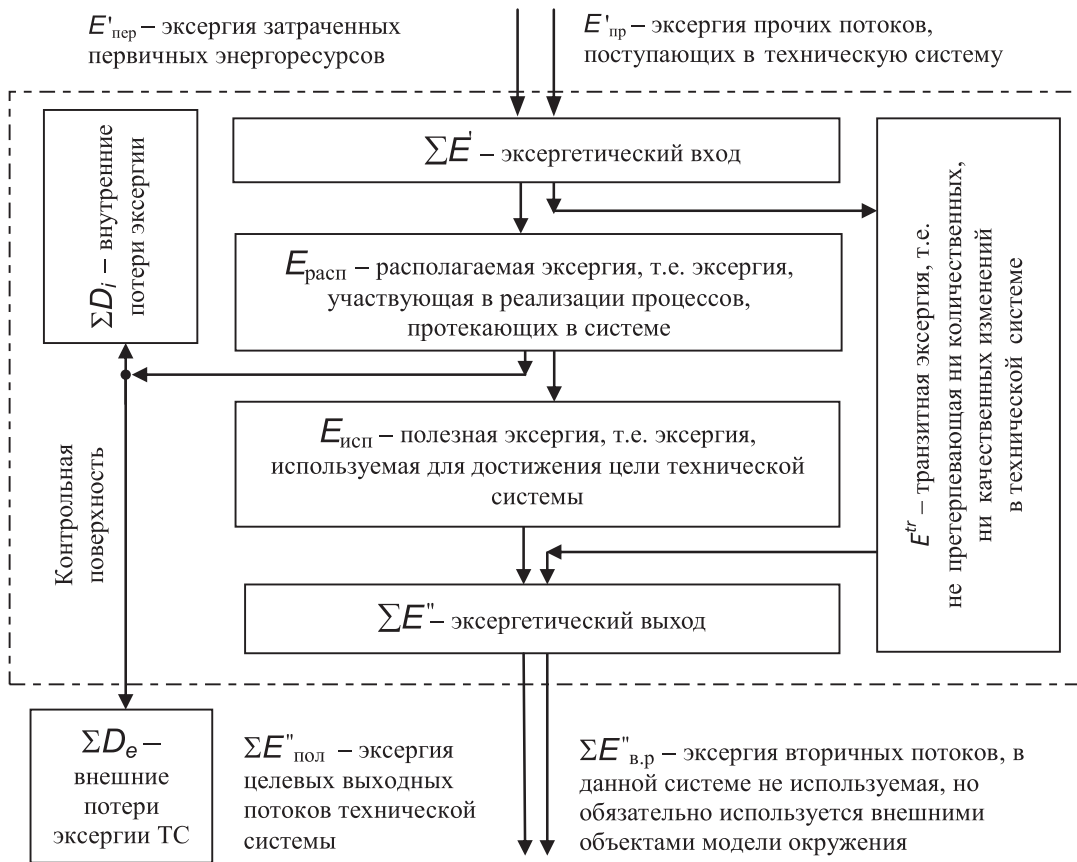 E'пер – эксергия затраченных
первичных энергоресурсов
E'пр – эксергия прочих потоков,
поступающих в техническую систему
ΣDi – внутренние
потери эксергии
ΣE' – эксергетический вход
Eрасп – располагаемая эксергия, т.е. эксергия,
участвующая в реализации процессов,
протекающих в системе
Eисп – полезная эксергия, т.е. эксергия,
используемая для достижения цели технической
системы
Etr – транзитная эксергия, т.е.
не претерпевающая ни количественных,
ни качественных изменений
в технической системе
Контрольная
поверхность
ΣE" – эксергетический выход
ΣDe –
внешние
потери
эксергии ТС
ΣE"пол – эксергия
целевых выходных
потоков технической
системы
ΣE"в.р – эксергия вторичных потоков, в
данной системе не используемая, но
обязательно используется внешними
объектами модели окружения